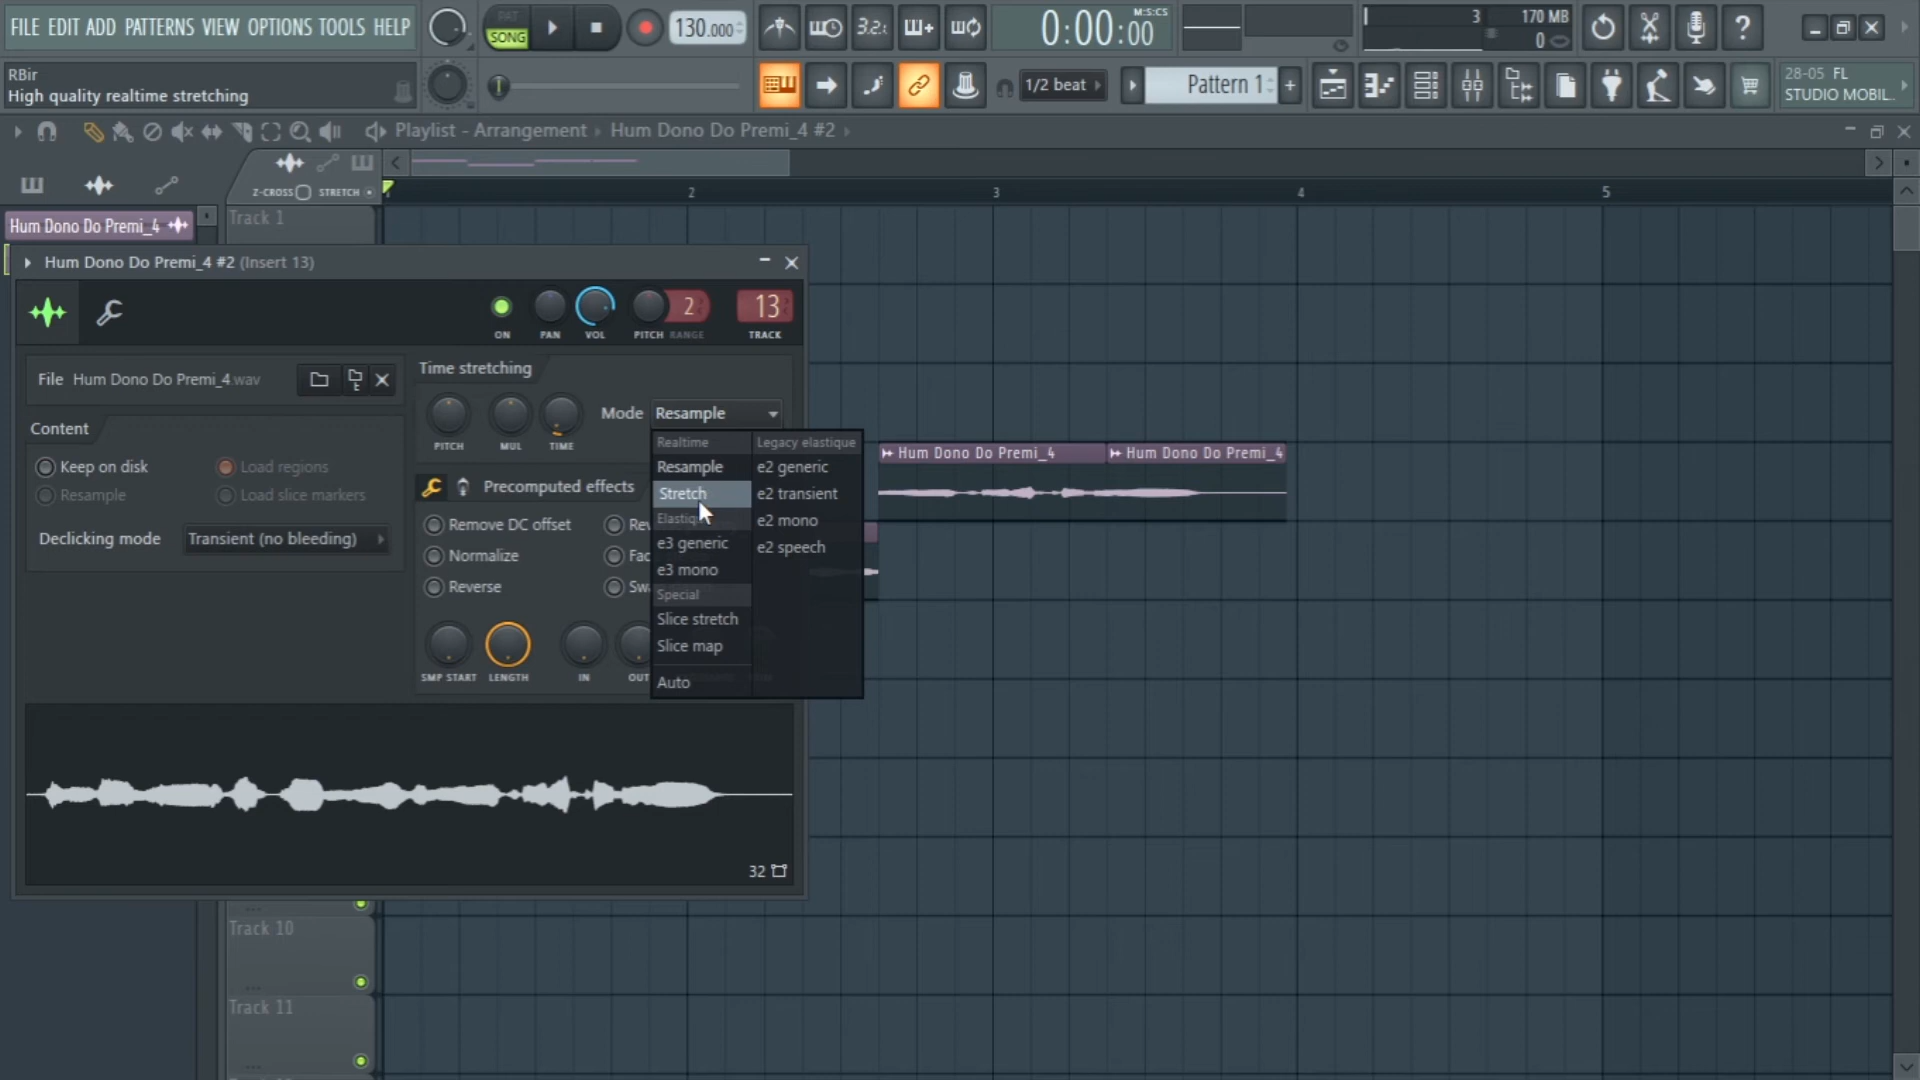 FILE EDIT ADD PATTERNS VIEW OPTIONS TOOLS HELP
PAT
SONG
130.000
3.2.
0:00:00
M:S:CS
3
170 MB
0
RBir
High quality realtime stretching
1/2 beat
Pattern 1
28-05 FL
STUDIO MOBIL..
Playlist - Arrangement › Hum Dono Do Premi_4 #2 ›
Z-CROSS STRETCH
2 3 4 5
Hum Dono Do Premi_4
Track 1
Hum Dono Do Premi_4 #2 (Insert 13)
2
13
ON PAN VOL PITCH RANGE TRACK
File Hum Dono Do Premi_4.wav
Time stretching
PITCH MUL TIME
Mode Resample
Content
Keep on disk
Load regions
Resample
Load slice markers
Declicking mode Transient (no bleeding)
Precomputed effects
Remove DC offset
Normalize
Reverse
SMP START LENGTH IN
Realtime
Resample
Stretch
e3 generic
e3 mono
Special
Slice stretch
Slice map
Auto
Legacy elastique
e2 generic
e2 transient
e2 mono
e2 speech
Hum Dono Do Premi_4
Hum Dono Do Premi_4
32
Track 10
Track 11